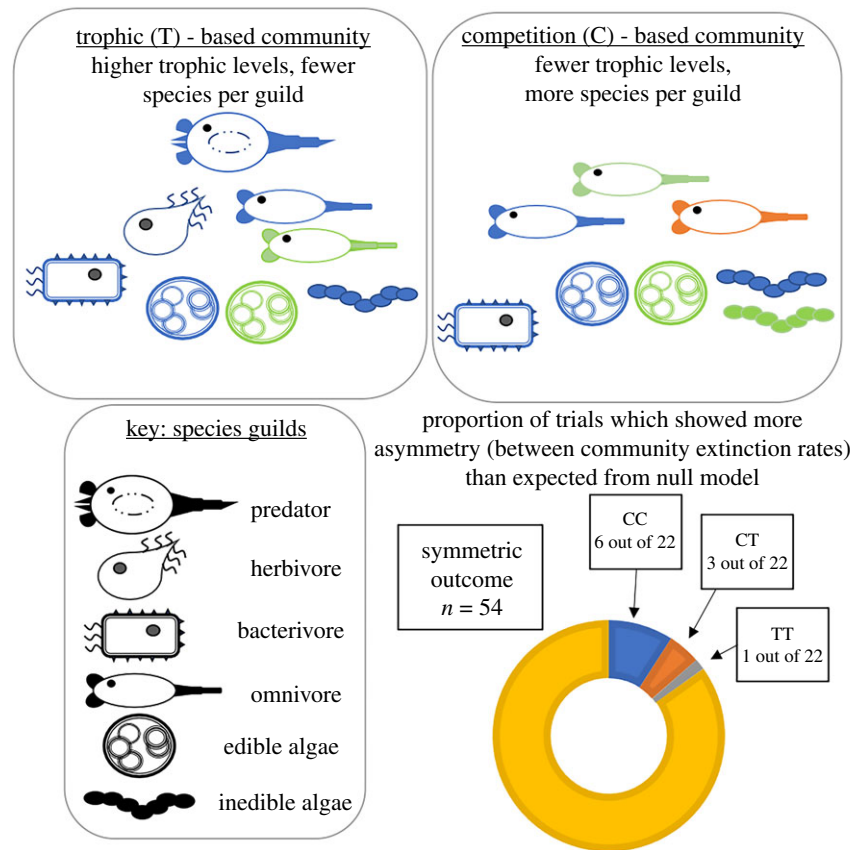 trophic (T) - based community
higher trophic levels, fewer
species per guild
competition (C) - based community
fewer trophic levels,
more species per guild
key: species guilds
predator
herbivore
bacterivore
omnivore
edible algae
inedible algae
proportion of trials which showed more
asymmetry (between community extinction rates)
than expected from null model
symmetric
outcome
n = 54
CC
6 out of 22
CT
3 out of 22
TT
1 out of 22